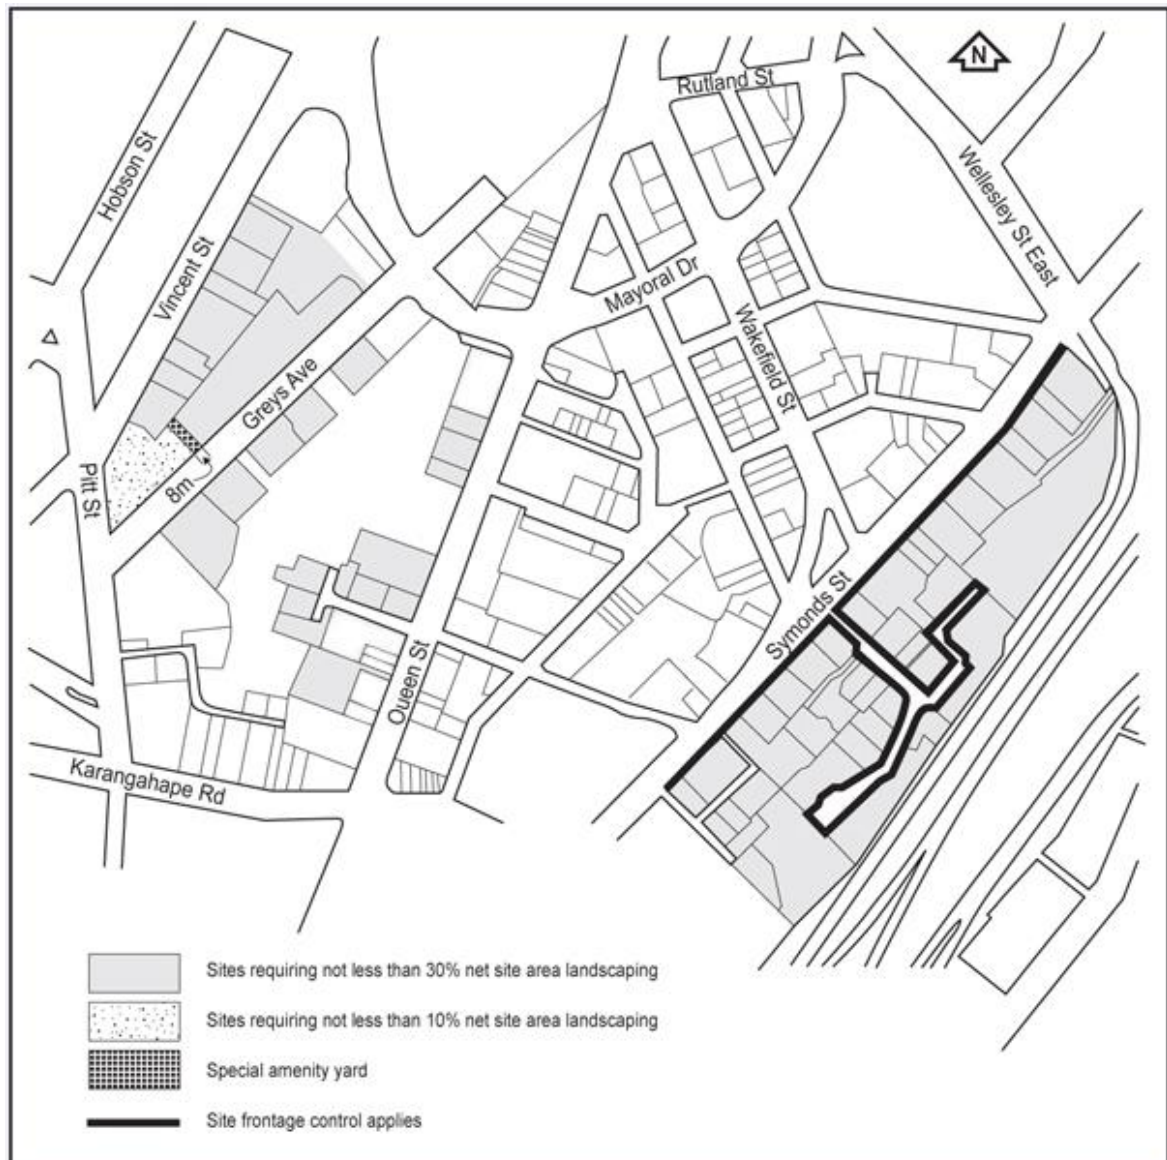 N
Rutland St
Hobson St
Wellesley St East
Vincent St
Mayoral Dr
Wakefield St
Greys Ave
Pitt St
8m
Symonds St
Queen St
Karangahape Rd
Sites requiring not less than 30% net site area landscaping
Sites requiring not less than 10% net site area landscaping
Special amenity yard
Site frontage control applies